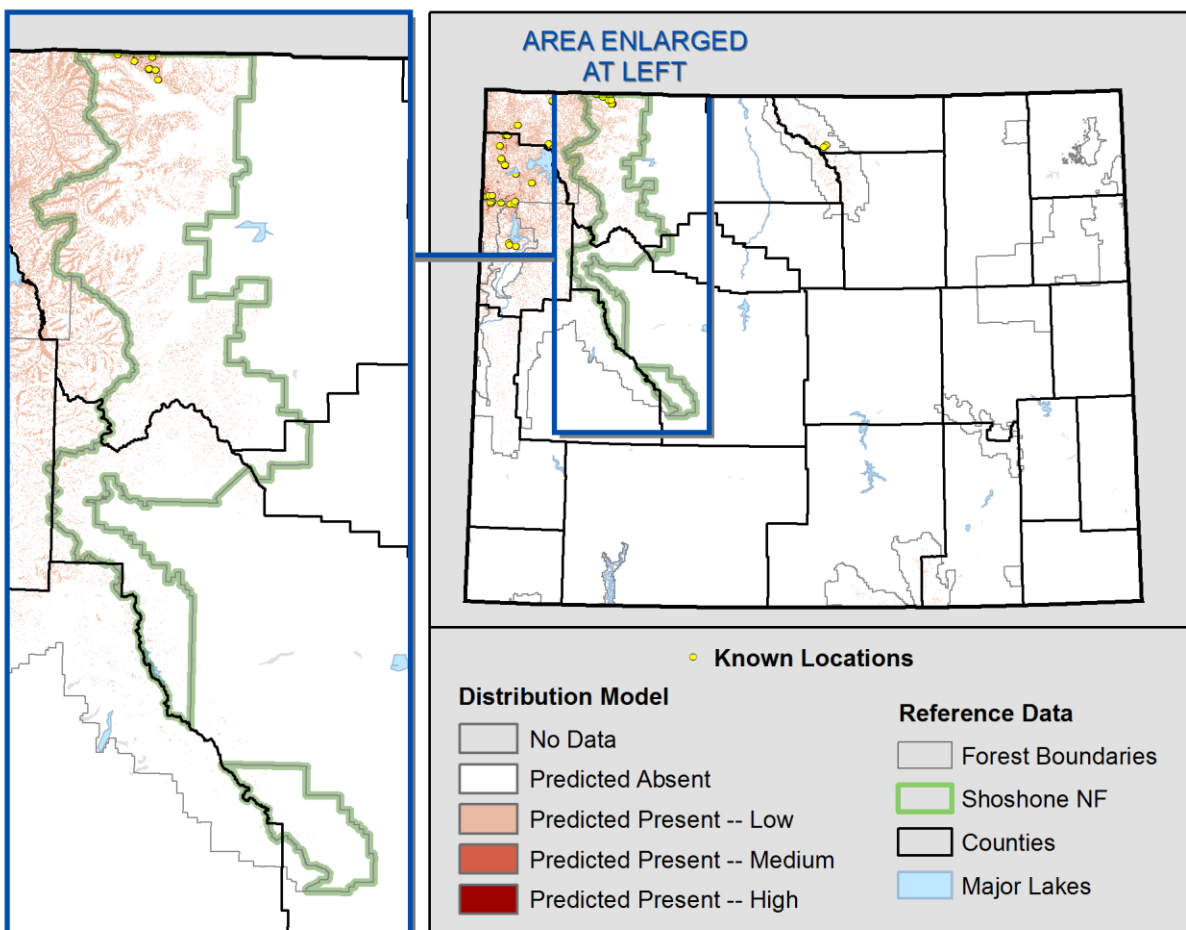 AREA ENLARGED
AT LEFT
Known Locations
Distribution Model
No Data
Predicted Absent
Predicted Present -- Low
Predicted Present -- Medium
Predicted Present -- High
Reference Data
Forest Boundaries
Shoshone NF
Counties
Major Lakes